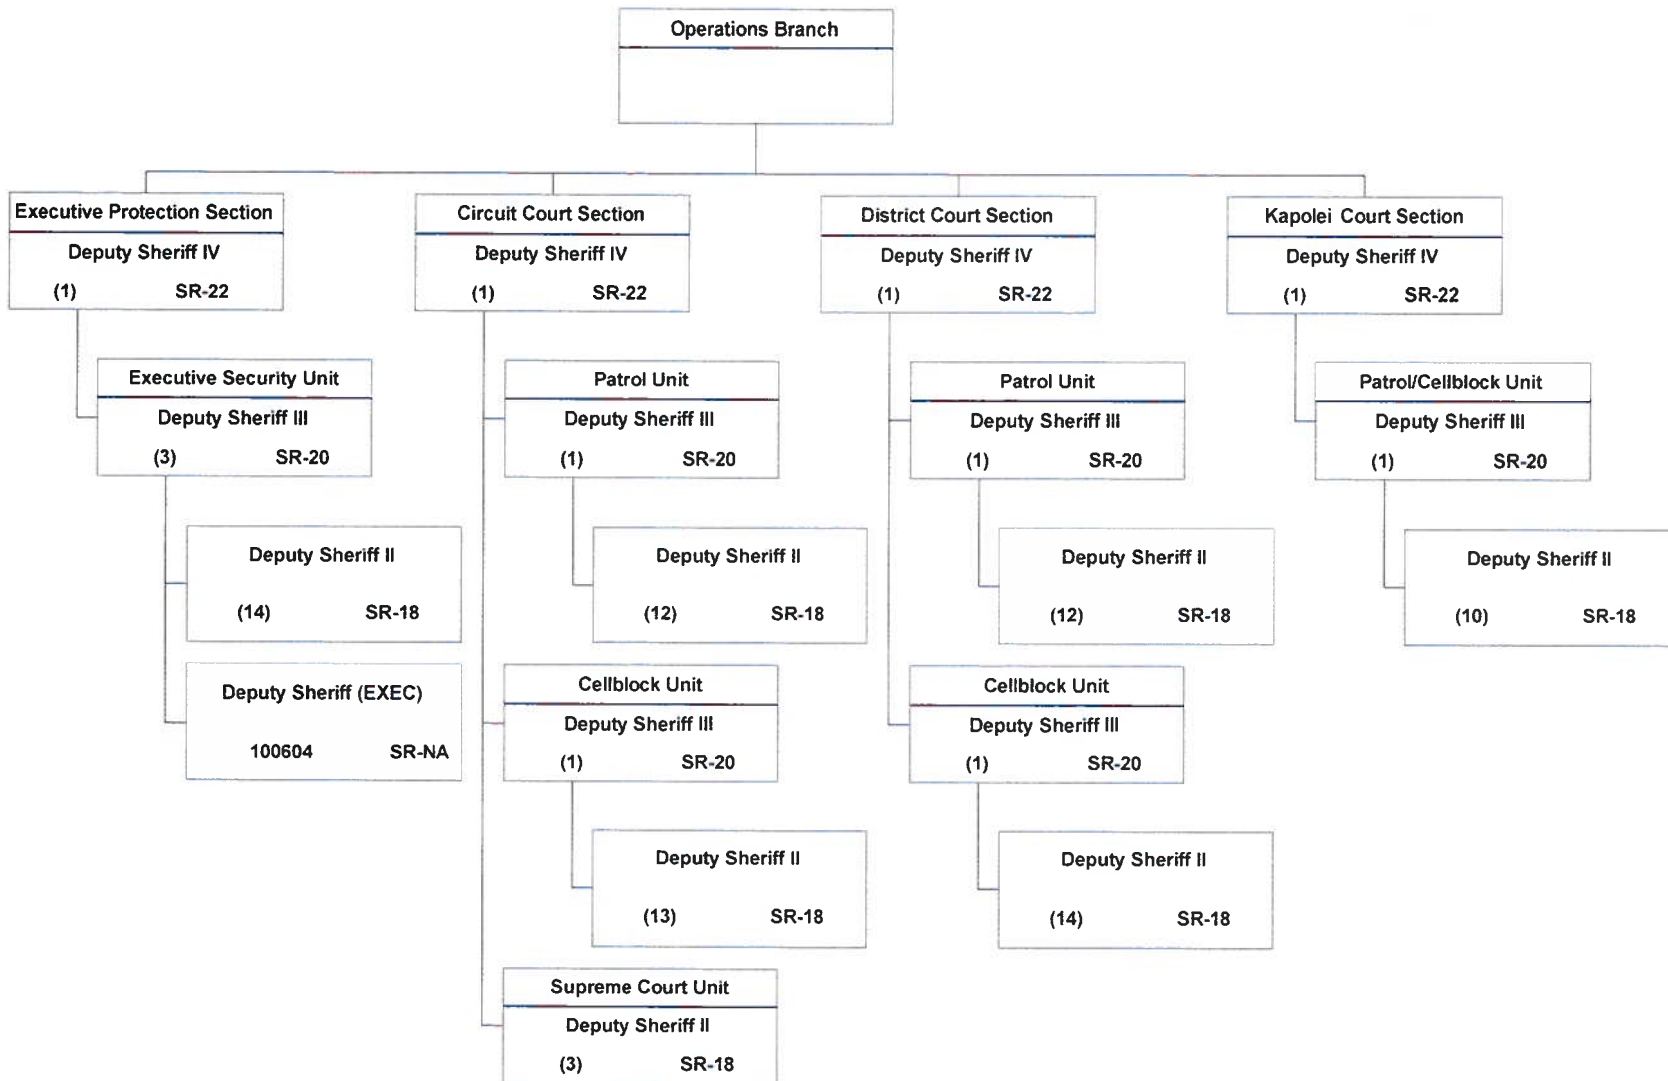 Operations Branch
Executive Protection Section
Deputy Sheriff IV
(1) SR-22
Executive Security Unit
Deputy Sheriff III
(3) SR-20
Deputy Sheriff II
(14) SR-18
Deputy Sheriff (EXEC)
100604 SR-NA
Circuit Court Section
Deputy Sheriff IV
(1) SR-22
Patrol Unit
Deputy Sheriff III
(1) SR-20
Deputy Sheriff II
(12) SR-18
Cellblock Unit
Deputy Sheriff III
(1) SR-20
Deputy Sheriff II
(13) SR-18
Supreme Court Unit
Deputy Sheriff II
(3) SR-18
District Court Section
Deputy Sheriff IV
(1) SR-22
Patrol Unit
Deputy Sheriff III
(1) SR-20
Deputy Sheriff II
(12) SR-18
Cellblock Unit
Deputy Sheriff III
(1) SR-20
Deputy Sheriff II
(14) SR-18
Kapolei Court Section
Deputy Sheriff IV
(1) SR-22
Patrol/Cellblock Unit
Deputy Sheriff III
(1) SR-20
Deputy Sheriff II
(10) SR-18